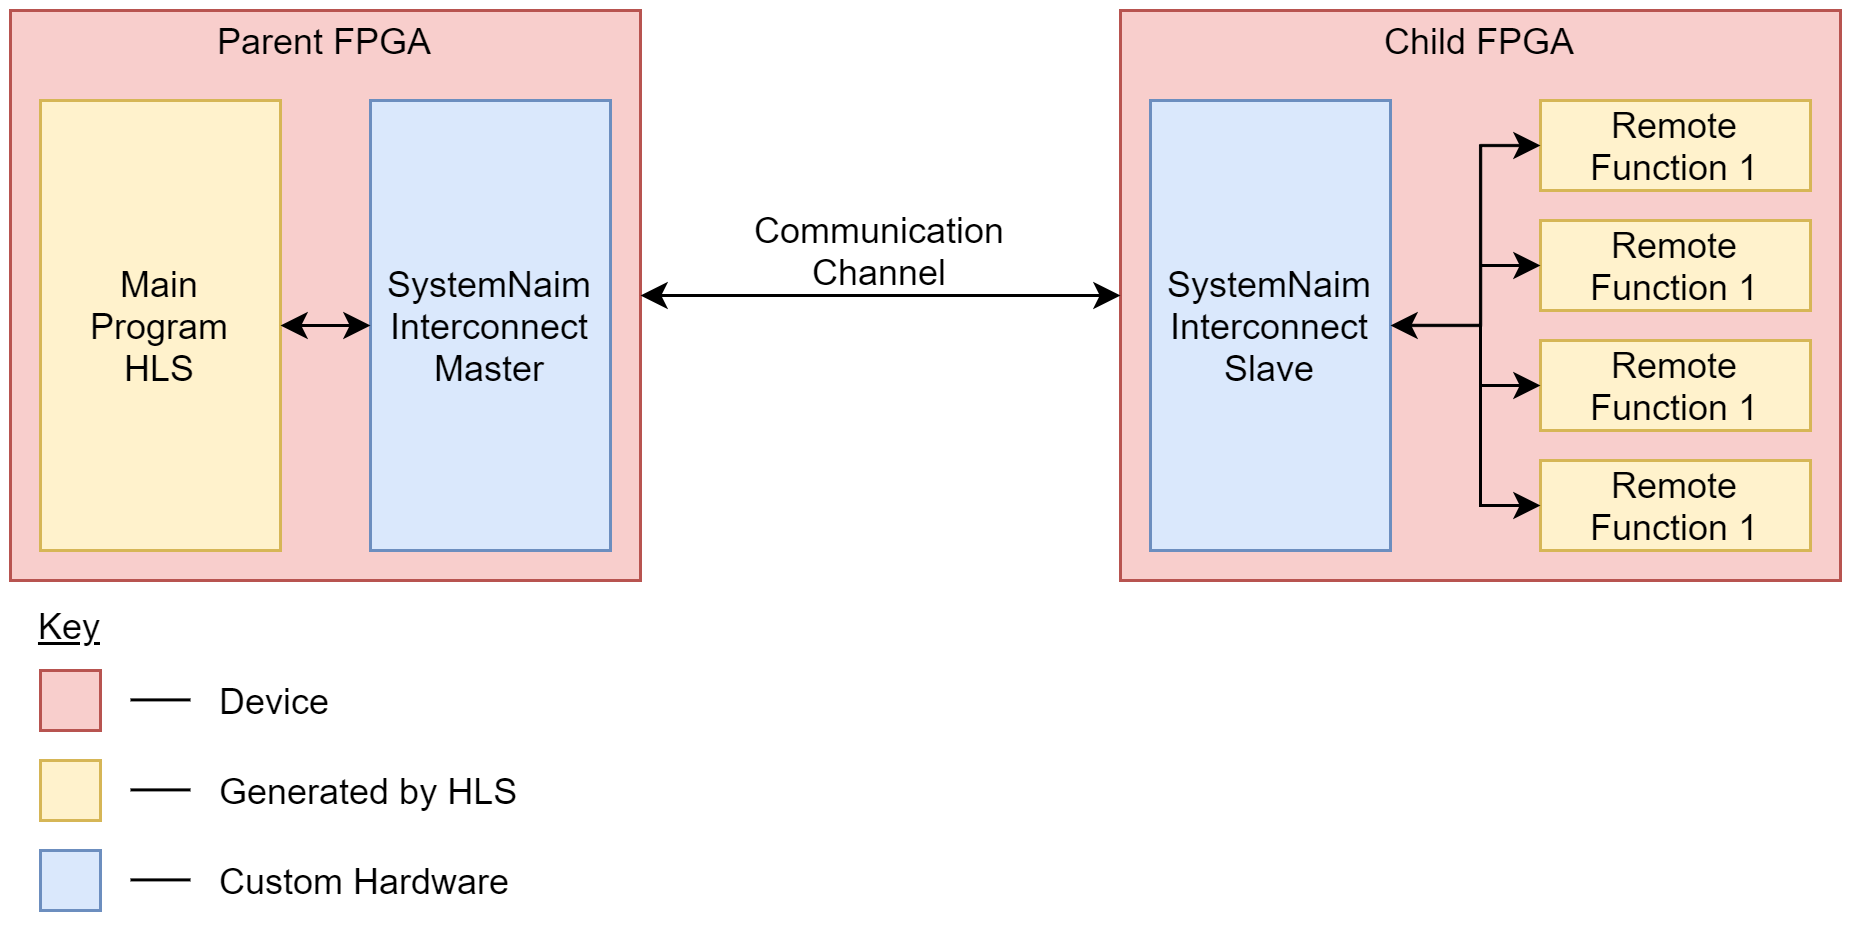 Parent FPGA
Main
Program
HLS
SystemNaim
Interconnect
Master
Communication
Channel
Child FPGA
SystemNaim
Interconnect
Slave
Remote
Function 1
Remote
Function 1
Remote
Function 1
Remote
Function 1
Key
Device
Generated by HLS
Custom Hardware